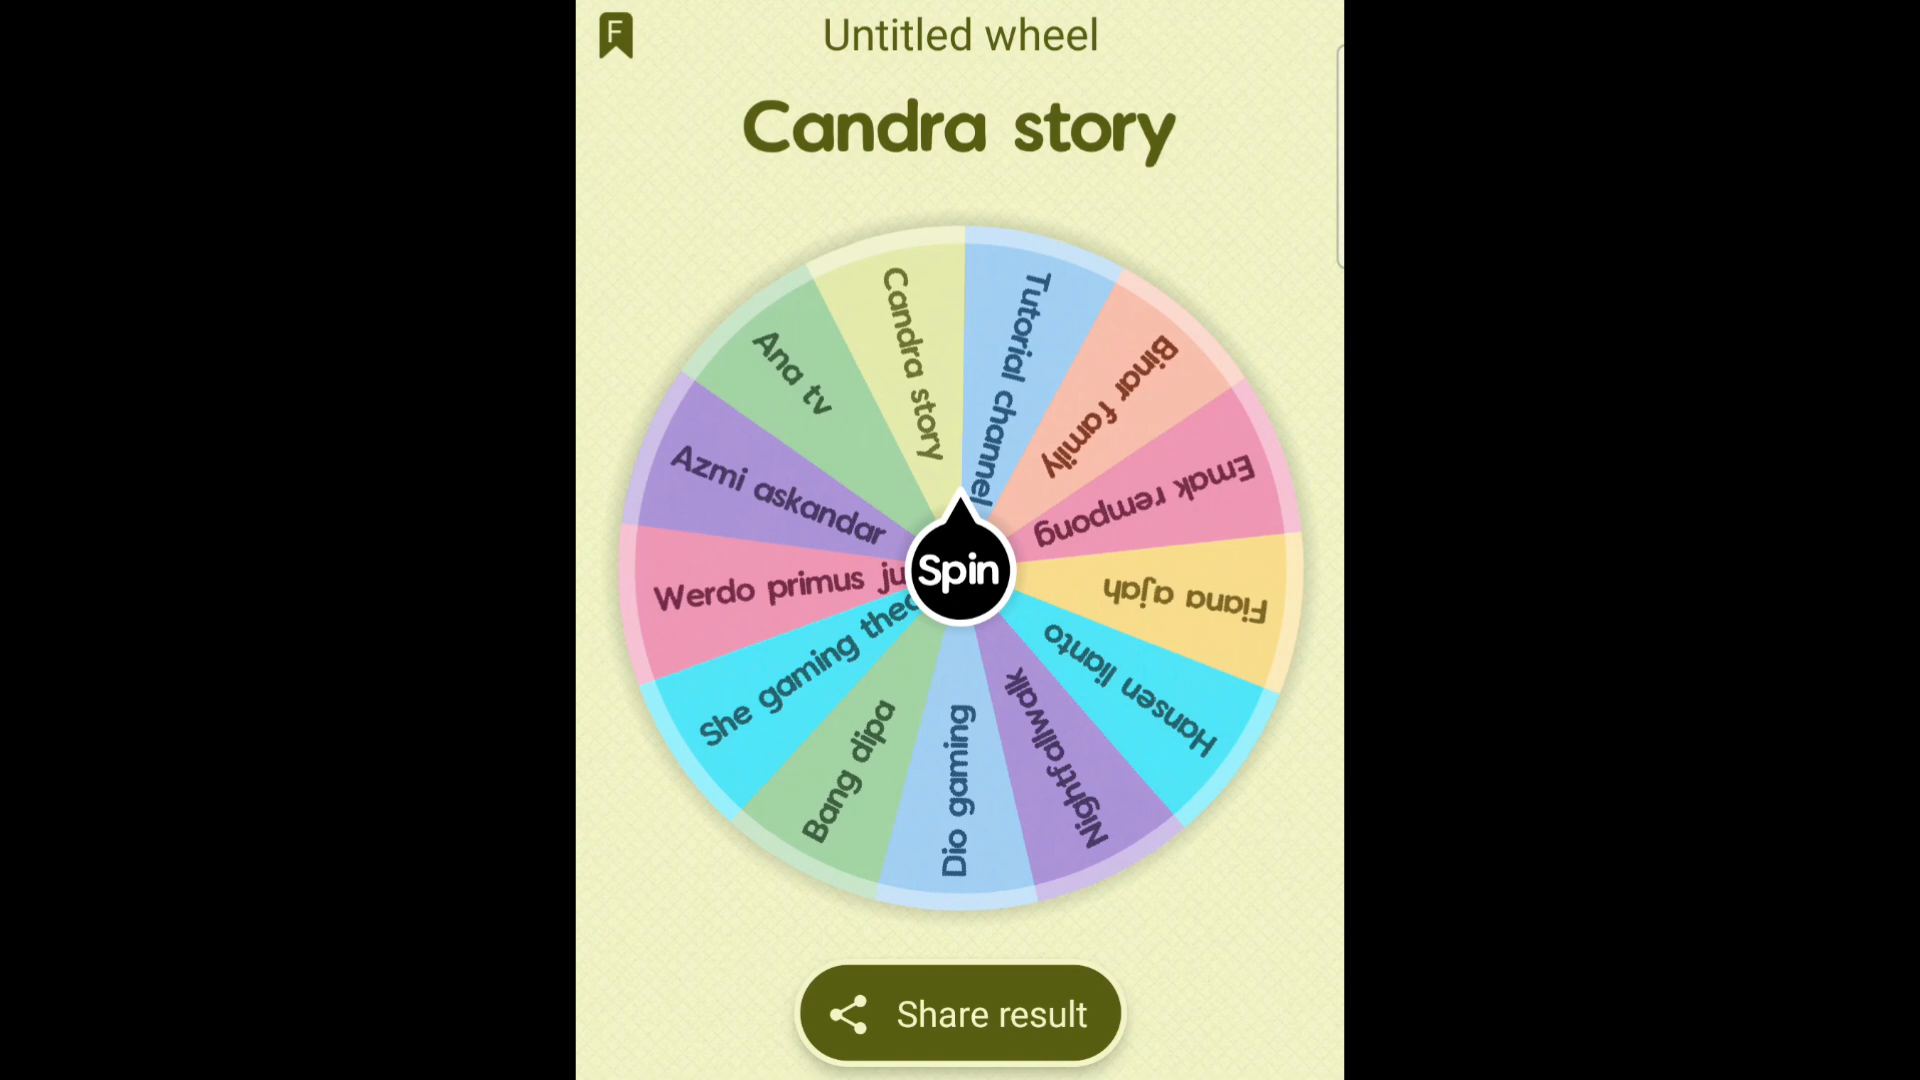 F
Untitled wheel
Candra story
Candra story
Tutorial channel
Binar family
Emak rempong
Fiana ajah
Hansen lianto
Nightfallwalk
Dio gaming
Bang dipa
She gaming
Werdo primus
Azmi askandar
Ana tv
Spin
Share result